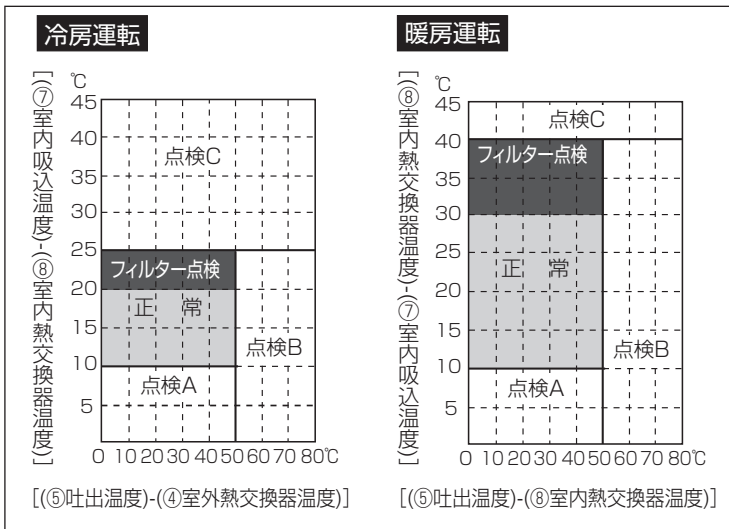 冷房運転
[(⑦室内吸込温度)-(⑧室内熱交換器温度)]
℃
45
40
35
30
25
20
15
10
5
点検C
フィルター点検
正 常
点検B
点検A
0 10 20 30 40 50 60 70 80℃
[(⑤吐出温度)-(④室外熱交換器温度)]
暖房運転
[(⑧室内熱交換器温度)-(⑦室内吸込温度)]
℃
45
40
35
30
25
20
15
10
5
点検C
フィルター点検
正 常
点検B
点検A
0 10 20 30 40 50 60 70 80℃
[(⑤吐出温度)-(⑧室内熱交換器温度)]